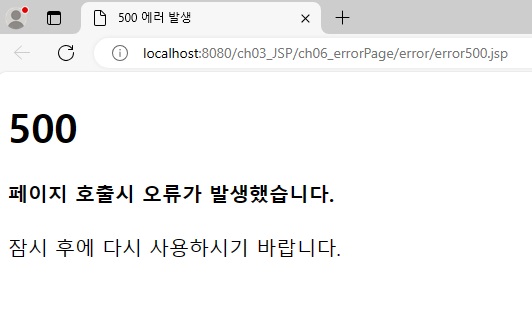 500 에러 발생
localhost:8080/ch03_JSP/ch06_errorPage/error/error500.jsp
500
페이지 호출시 오류가 발생했습니다.
잠시 후에 다시 사용하시기 바랍니다.